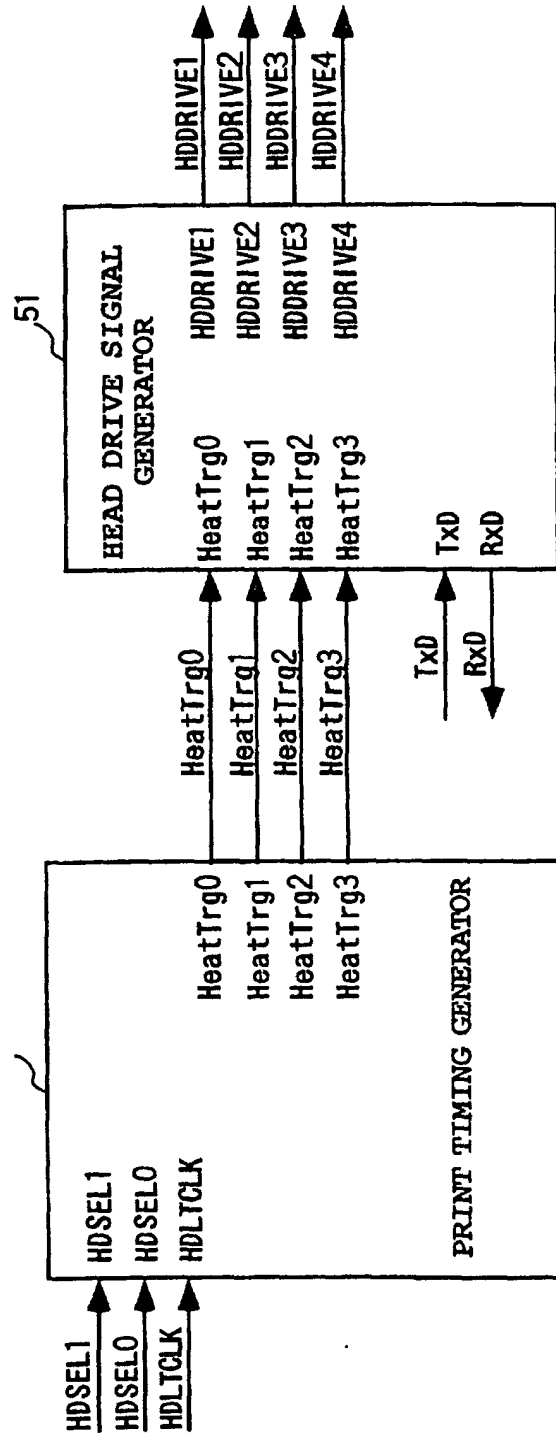 HDSEL1
HDSEL0
HDLTCLK
HDSEL1
HDSEL0
HDLTCLK
HeatTrg0
HeatTrg1
HeatTrg2
HeatTrg3
PRINT TIMING GENERATOR
HeatTrg0
HeatTrg1
HeatTrg2
HeatTrg3
TxD
RxD
51
HEAD DRIVE SIGNAL
GENERATOR
HeatTrg0
HeatTrg1
HeatTrg2
HeatTrg3
TxD
RxD
HDDRIVE1
HDDRIVE2
HDDRIVE3
HDDRIVE4
HDDRIVE1
HDDRIVE2
HDDRIVE3
HDDRIVE4